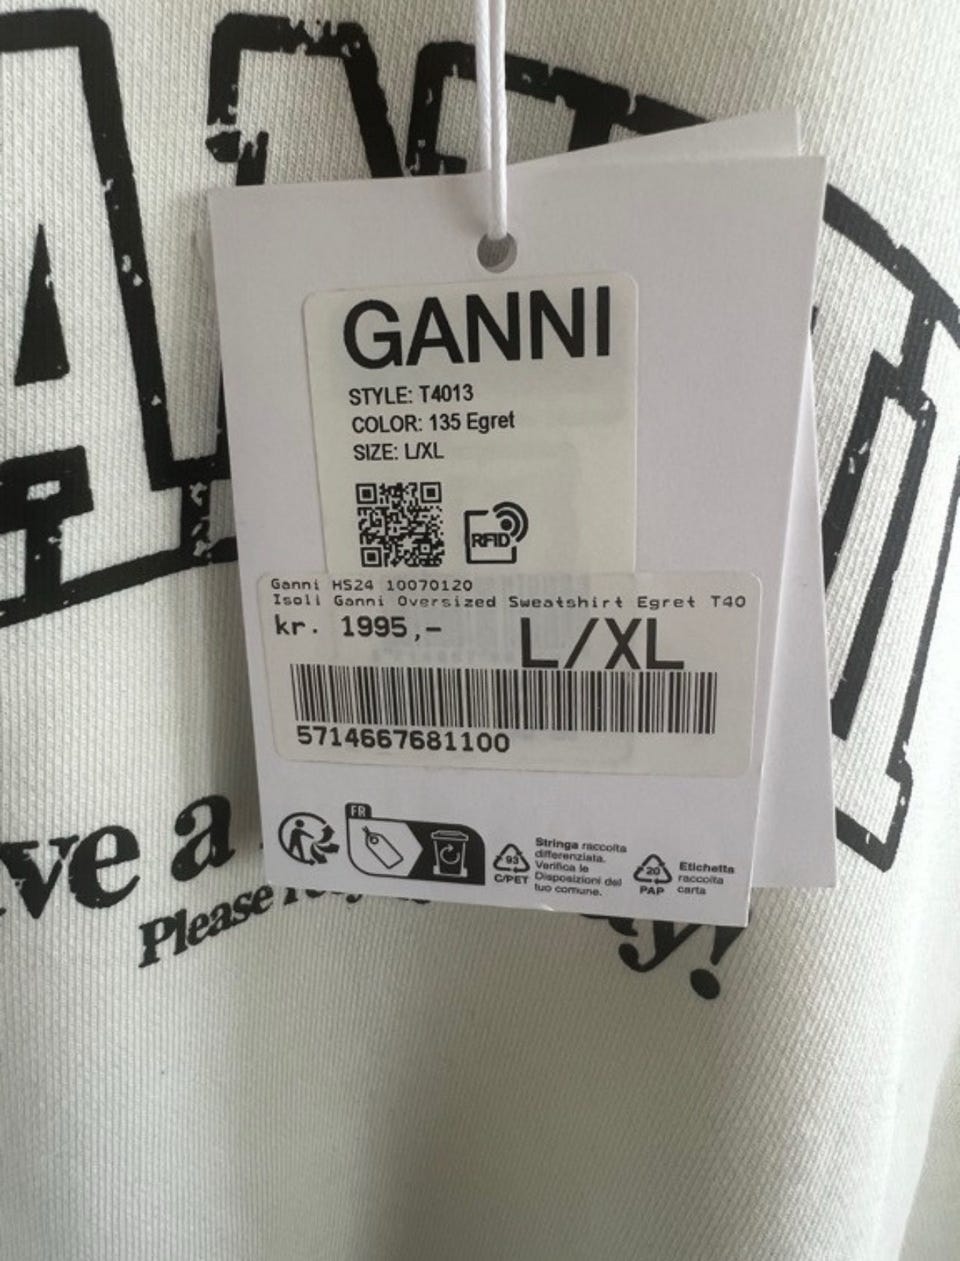 GANNI
STYLE: T4013
COLOR: 135 Egret
SIZE: L/XL
RFID
Ganni HS24 10070120
Isoli Ganni Oversized Sweatshirt Egret T40
kr. 1995,-
L/XL
5714667681100
FR
93
C/PET
Stringa raccolta
differenziata.
Verifica le
Disposizioni del
tuo comune.
20
PAP
Etichetta
raccolta
carta
ve a
Please